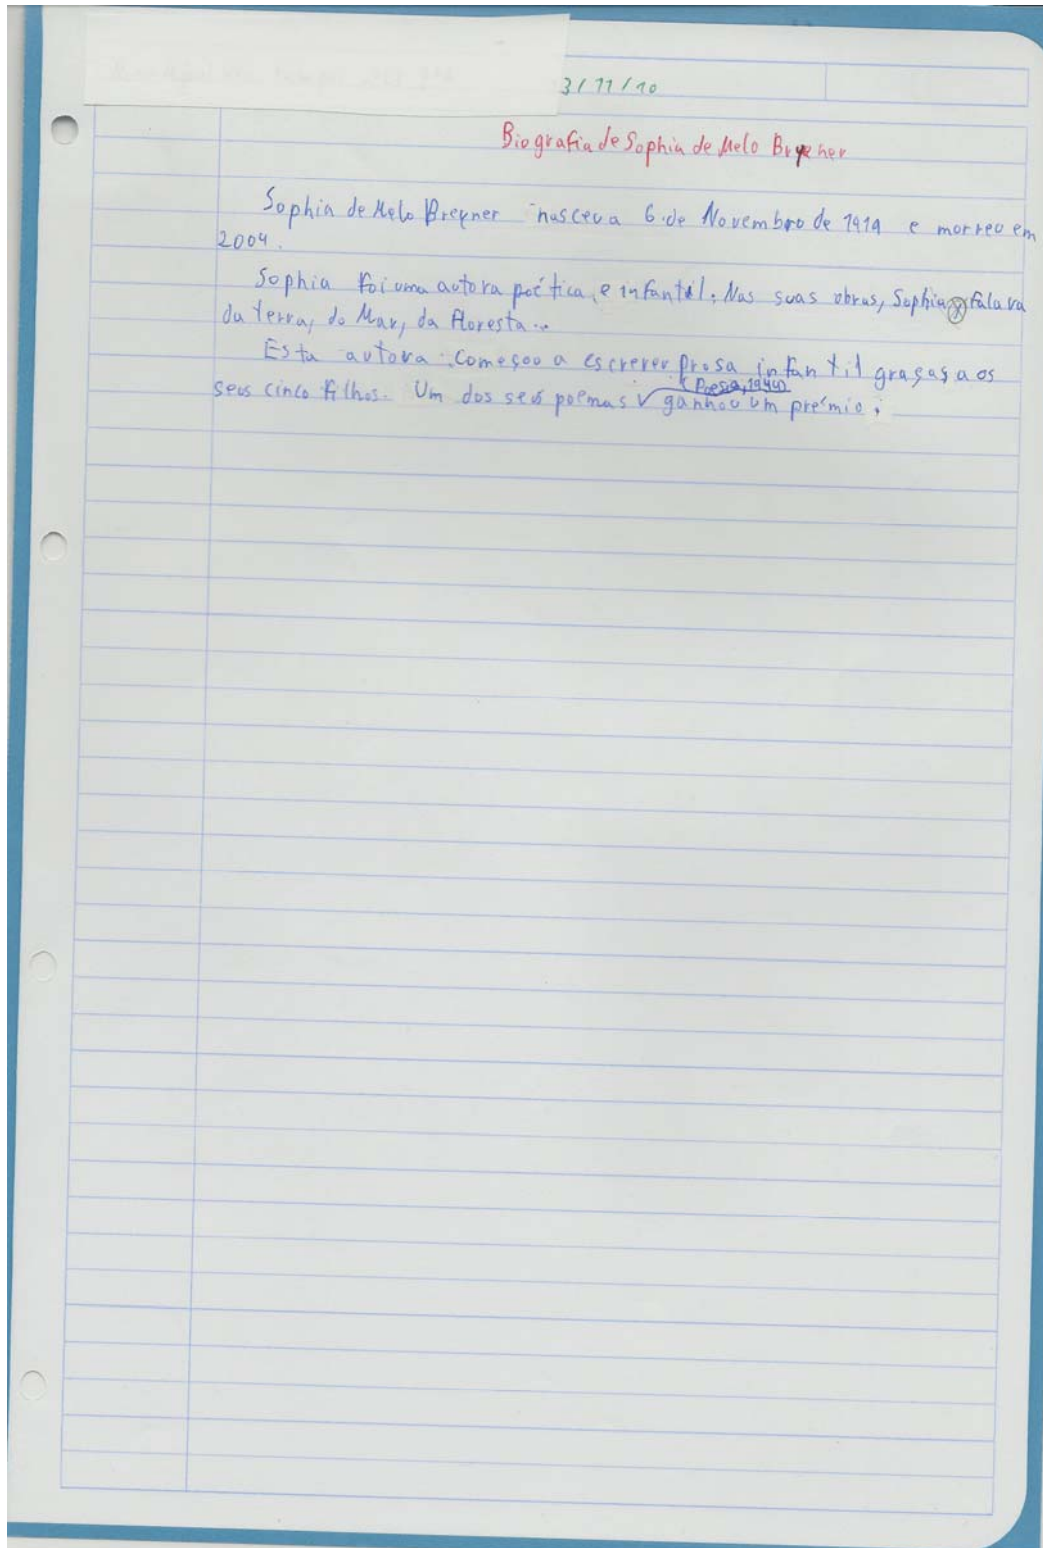 3/11/10
Biografia de Sophia de Melo Breyner
Sophia de Melo Breyner nasceu a 6 de Novembro de 1919 e morreu em
2004.
Sophia foi uma autora poética, e infantil. Nas suas obras, Sophia falava
da terra, do Mar, da floresta...
Esta autora começou a escrever prosa infantil graças aos
seus cinco filhos. Um dos seus poemas (Poesia, 1944) ganhou um prémio.